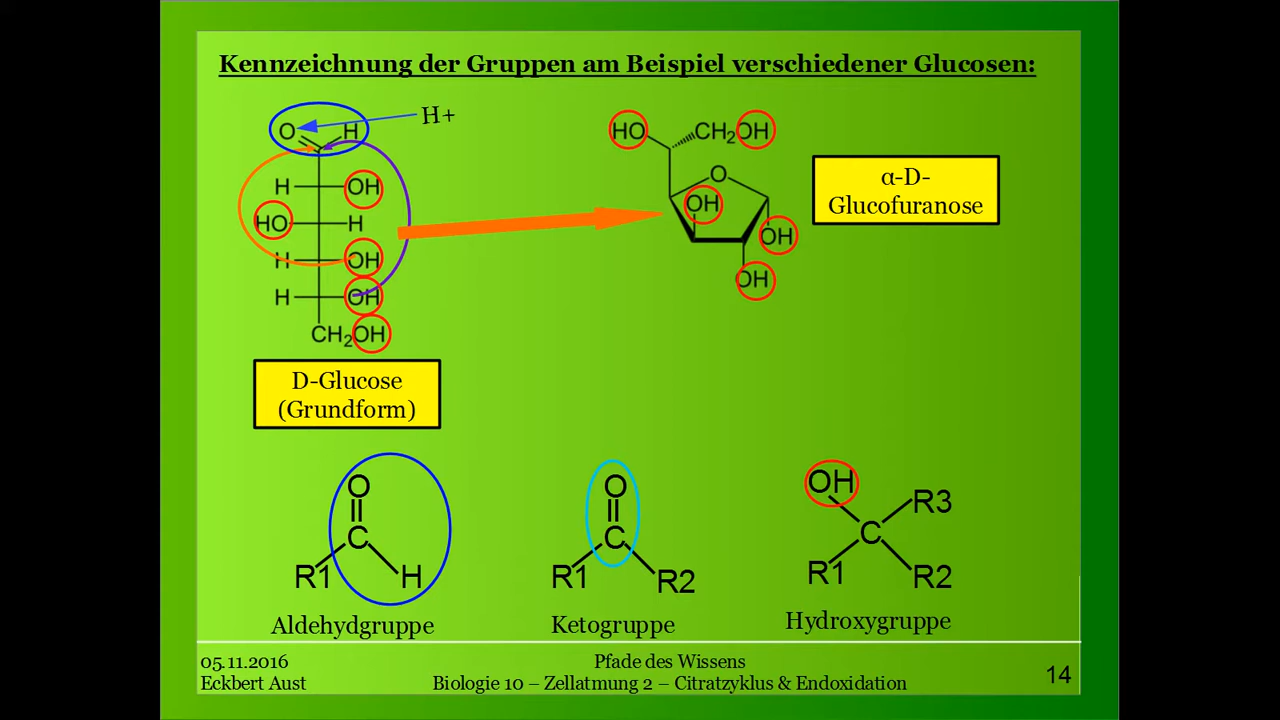 Kennzeichnung der Gruppen am Beispiel verschiedener Glucosen:
O H H+
H OH
HO H
H OH
H OH
CH₂OH
D-Glucose
(Grundform)
HO CH₂OH
O
OH
OH
OH
α-D-
Glucofuranose
O
C
R1 H
Aldehydgruppe
O
C
R1 R2
Ketogruppe
OH
R3
C
R1 R2
Hydroxygruppe
05.11.2016
Eckbert Aust
Pfade des Wissens
Biologie 10 – Zellatmung 2 – Citratzyklus & Endoxidation
14